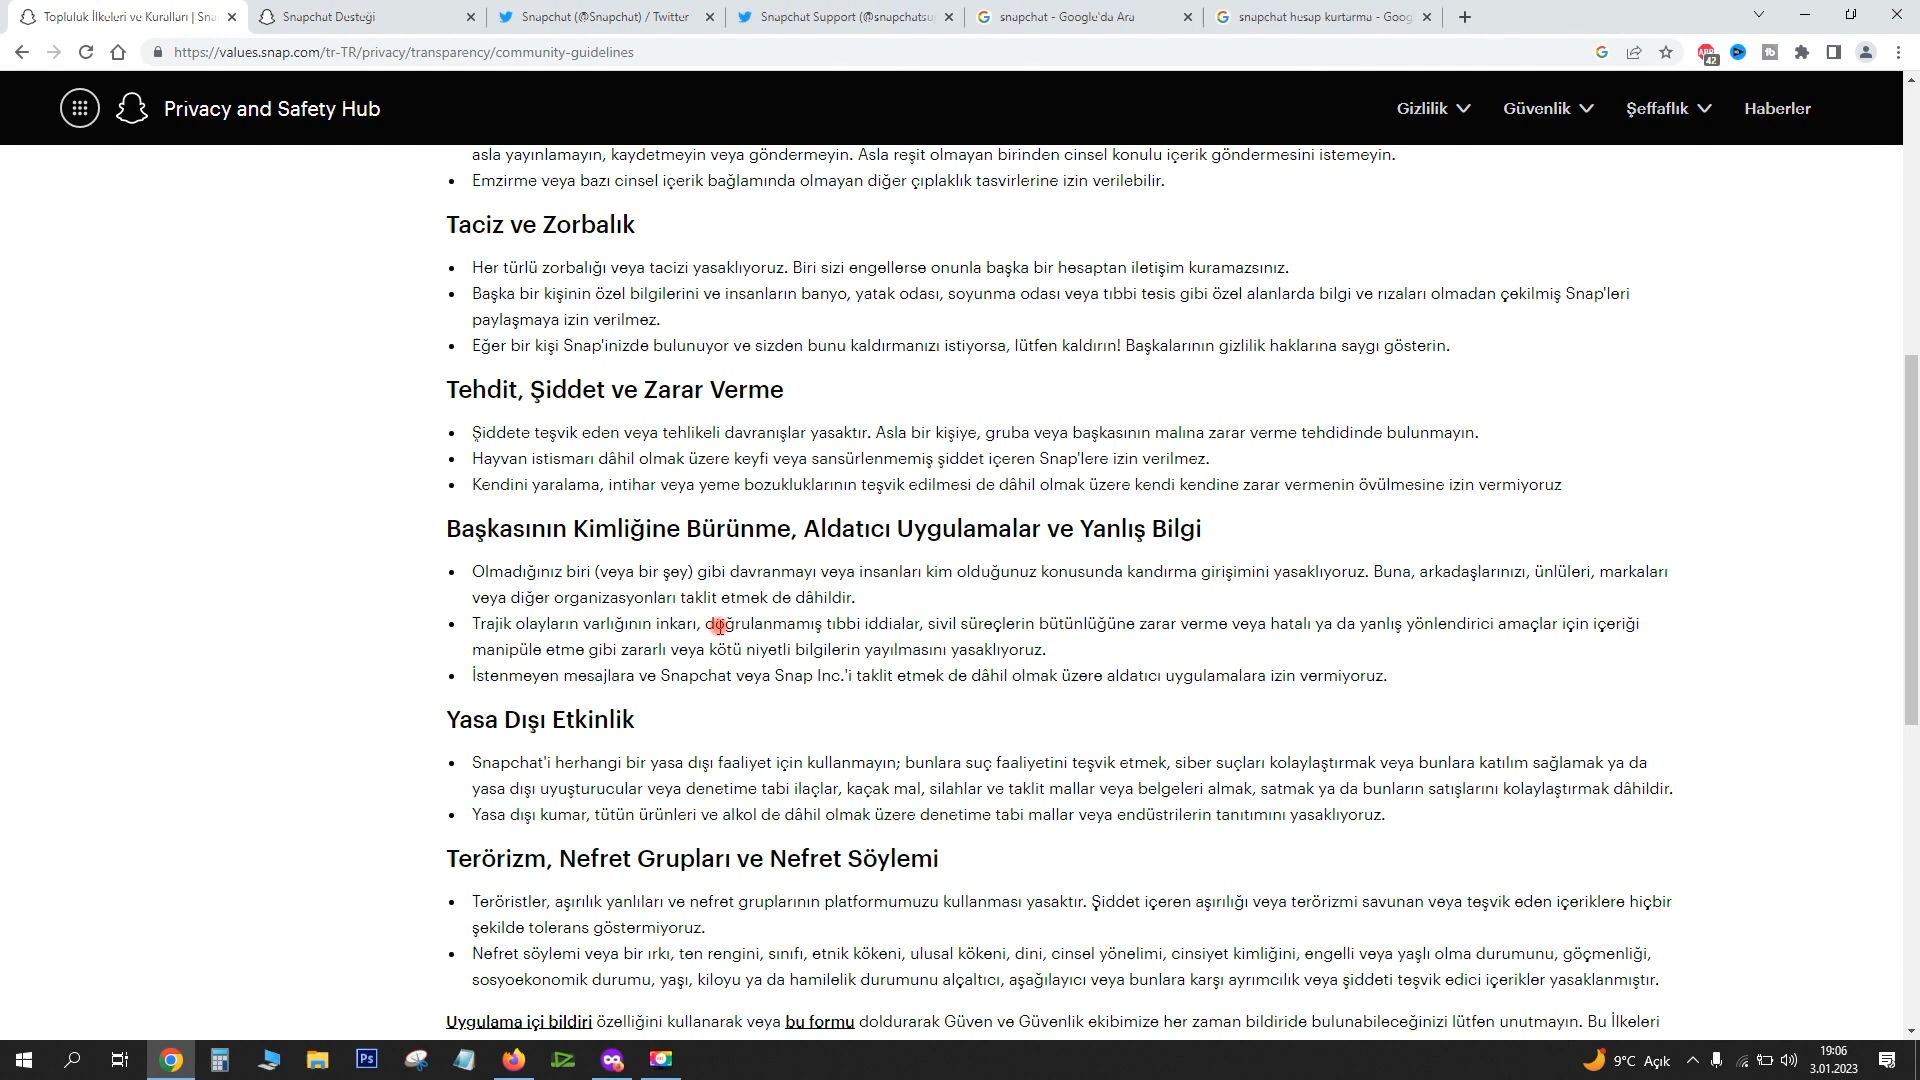 Topluluk İlkeleri ve Kuralları | Sna
Snapchat Desteği
Snapchat (@Snapchat) / Twitter
Snapchat Support (@snapchatsu
snapchat - Google'da Ara
snapchat hesap kurtarma - Goog
https://values.snap.com/tr-TR/privacy/transparency/community-guidelines
42
Privacy and Safety Hub
Gizlilik
Güvenlik
Şeffaflık
Haberler
asla yayınlamayın, kaydetmeyin veya göndermeyin. Asla reşit olmayan birinden cinsel konulu içerik göndermesini istemeyin.
• Emzirme veya bazı cinsel içerik bağlamında olmayan diğer çıplaklık tasvirlerine izin verilebilir.
Taciz ve Zorbalık
• Her türlü zorbalığı veya tacizi yasaklıyoruz. Biri sizi engellerse onunla başka bir hesaptan iletişim kuramazsınız.
• Başka bir kişinin özel bilgilerini ve insanların banyo, yatak odası, soyunma odası veya tıbbi tesis gibi özel alanlarda bilgi ve rızaları olmadan çekilmiş Snap'leri
paylaşmaya izin verilmez.
• Eğer bir kişi Snap'inizde bulunuyor ve sizden bunu kaldırmanızı istiyorsa, lütfen kaldırın! Başkalarının gizlilik haklarına saygı gösterin.
Tehdit, Şiddet ve Zarar Verme
• Şiddete teşvik eden veya tehlikeli davranışlar yasaktır. Asla bir kişiye, gruba veya başkasının malına zarar verme tehdidinde bulunmayın.
• Hayvan istismarı dâhil olmak üzere keyfi veya sansürlenmemiş şiddet içeren Snap'lere izin verilmez.
• Kendini yaralama, intihar veya yeme bozukluklarının teşvik edilmesi de dâhil olmak üzere kendi kendine zarar vermenin övülmesine izin vermiyoruz
Başkasının Kimliğine Bürünme, Aldatıcı Uygulamalar ve Yanlış Bilgi
• Olmadığınız biri (veya bir şey) gibi davranmayı veya insanları kim olduğunuz konusunda kandırma girişimini yasaklıyoruz. Buna, arkadaşlarınızı, ünlüleri, markaları
veya diğer organizasyonları taklit etmek de dâhildir.
• Trajik olayların varlığının inkarı, doğrulanmamış tıbbi iddialar, sivil süreçlerin bütünlüğüne zarar verme veya hatalı ya da yanlış yönlendirici amaçlar için içeriği
manipüle etme gibi zararlı veya kötü niyetli bilgilerin yayılmasını yasaklıyoruz.
• İstenmeyen mesajlara ve Snapchat veya Snap Inc.'i taklit etmek de dâhil olmak üzere aldatıcı uygulamalara izin vermiyoruz.
Yasa Dışı Etkinlik
• Snapchat'i herhangi bir yasa dışı faaliyet için kullanmayın; bunlara suç faaliyetini teşvik etmek, siber suçları kolaylaştırmak veya bunlara katılım sağlamak ya da
yasa dışı uyuşturucular veya denetime tabi ilaçlar, kaçak mal, silahlar ve taklit mallar veya belgeleri almak, satmak ya da bunların satışlarını kolaylaştırmak dâhildir.
• Yasa dışı kumar, tütün ürünleri ve alkol de dâhil olmak üzere denetime tabi mallar veya endüstrilerin tanıtımını yasaklıyoruz.
Terörizm, Nefret Grupları ve Nefret Söylemi
• Teröristler, aşırılık yanlıları ve nefret gruplarının platformumuzu kullanması yasaktır. Şiddet içeren aşırılığı veya terörizmi savunan veya teşvik eden içeriklere hiçbir
şekilde tolerans göstermiyoruz.
• Nefret söylemi veya bir ırkı, ten rengini, sınıfı, etnik kökeni, ulusal kökeni, dini, cinsel yönelimi, cinsiyet kimliğini, engelli veya yaşlı olma durumunu, göçmenliği,
sosyoekonomik durumu, yaşı, kiloyu ya da hamilelik durumunu alçaltıcı, aşağılayıcı veya bunlara karşı ayrımcılık veya şiddeti teşvik edici içerikler yasaklanmıştır.
Uygulama içi bildiri özelliğini kullanarak veya bu formu doldurarak Güven ve Güvenlik ekibimize her zaman bildiride bulunabileceğinizi lütfen unutmayın. Bu İlkeleri
Ps
9°C Açık
19:06
3.01.2023